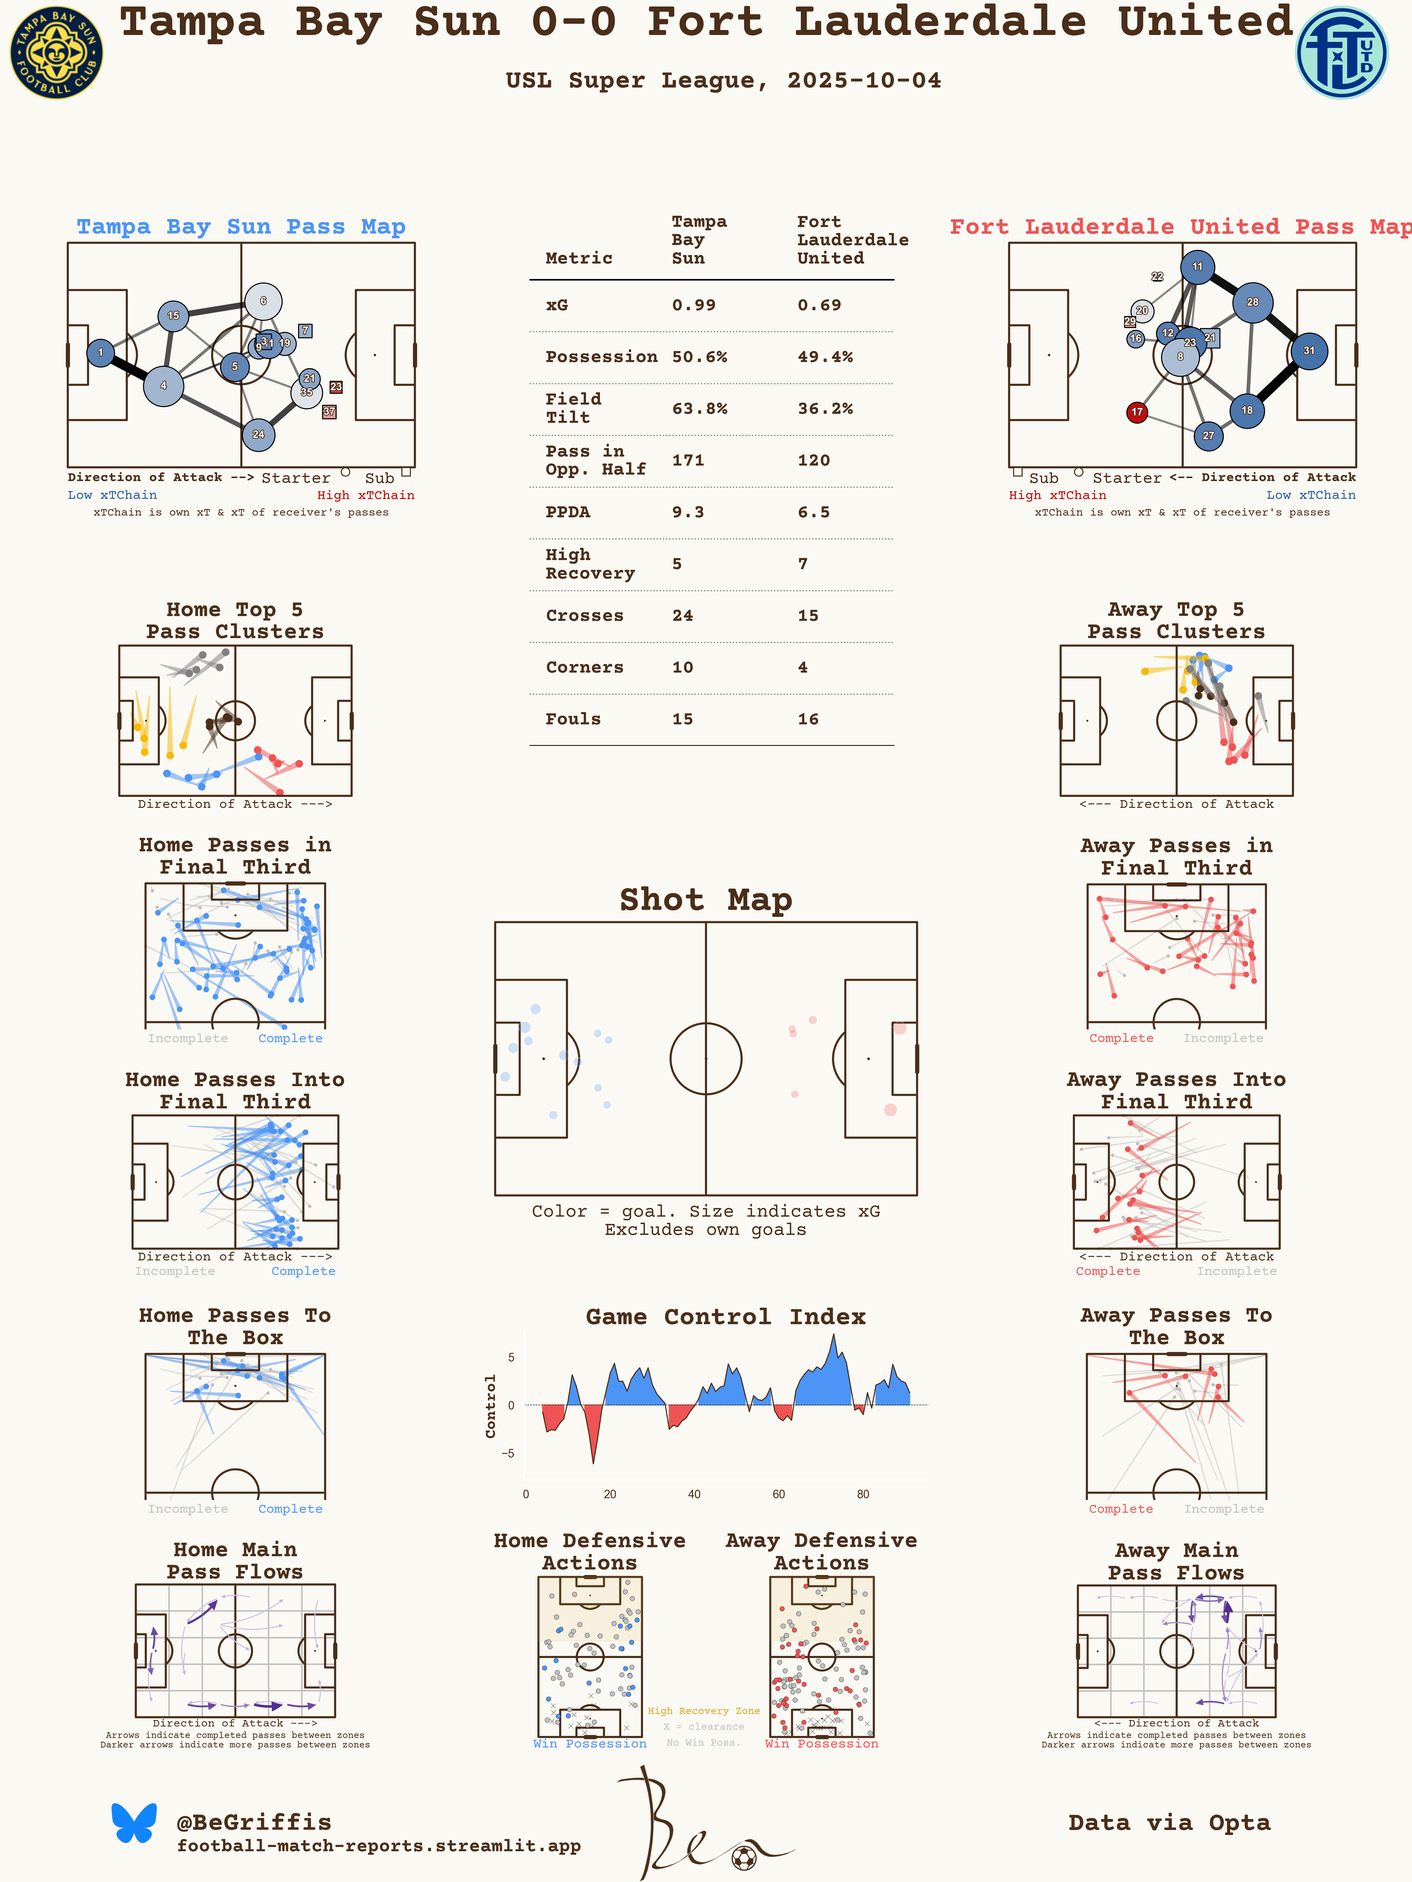 Tampa Bay Sun 0-0 Fort Lauderdale United
USL Super League, 2025-10-04
TAMPA BAY SUN
FOOTBALL CLUB
FTL
UTD
Tampa Bay Sun Pass Map
1
15
4
6
5
9
3
31
19
7
21
35
23
37
24
Direction of Attack --> Starter Sub
Low xTChain High xTChain
xTChain is own xT & xT of receiver's passes
Metric Tampa Bay Sun Fort Lauderdale United
xG 0.99 0.69
Possession 50.6% 49.4%
Field Tilt 63.8% 36.2%
Pass in Opp. Half 171 120
PPDA 9.3 6.5
High Recovery 5 7
Crosses 24 15
Corners 10 4
Fouls 15 16
Fort Lauderdale United Pass Map
22
11
20
29
16
12
23
21
8
28
31
17
18
27
Sub Starter <-- Direction of Attack
High xTChain Low xTChain
xTChain is own xT & xT of receiver's passes
Home Top 5
Pass Clusters
Direction of Attack --->
Away Top 5
Pass Clusters
<--- Direction of Attack
Home Passes in
Final Third
Incomplete Complete
Away Passes in
Final Third
Complete Incomplete
Shot Map
Color = goal. Size indicates xG
Excludes own goals
Home Passes Into
Final Third
Direction of Attack --->
Incomplete Complete
Away Passes Into
Final Third
<--- Direction of Attack
Complete Incomplete
Home Passes To
The Box
Incomplete Complete
Game Control Index
Control
5
0
−5
0 20 40 60 80
Away Passes To
The Box
Complete Incomplete
Home Main
Pass Flows
Direction of Attack --->
Arrows indicate completed passes between zones
Darker arrows indicate more passes between zones
Home Defensive
Actions
Win Possession
High Recovery Zone
X = clearance
No Win Poss.
Away Defensive
Actions
Win Possession
Away Main
Pass Flows
<--- Direction of Attack
Arrows indicate completed passes between zones
Darker arrows indicate more passes between zones
@BeGriffis
football-match-reports.streamlit.app
Ben
Data via Opta